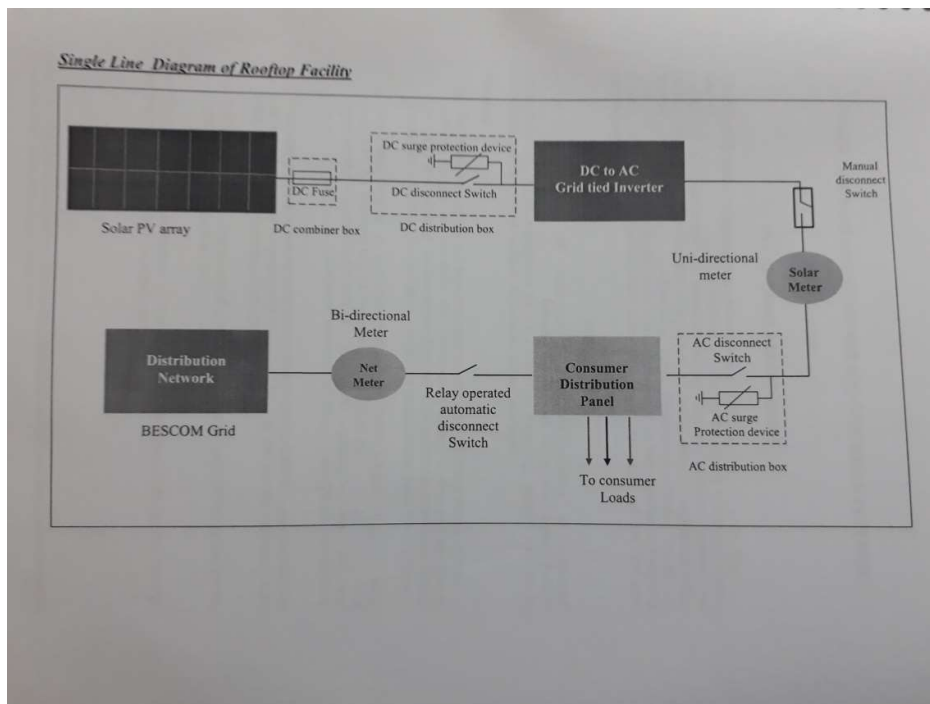 Single Line Diagram of Rooftop Facility
DC surge protection device
DC Fuse
DC disconnect Switch
DC to AC
Grid tied Inverter
Manual
disconnect
Switch
Solar PV array
DC combiner box
DC distribution box
Uni-directional
meter
Solar
Meter
Bi-directional
Meter
Distribution
Network
Net
Meter
Consumer
Distribution
Panel
AC disconnect
Switch
Relay operated
automatic
disconnect
Switch
AC surge
Protection device
BESCOM Grid
AC distribution box
To consumer
Loads